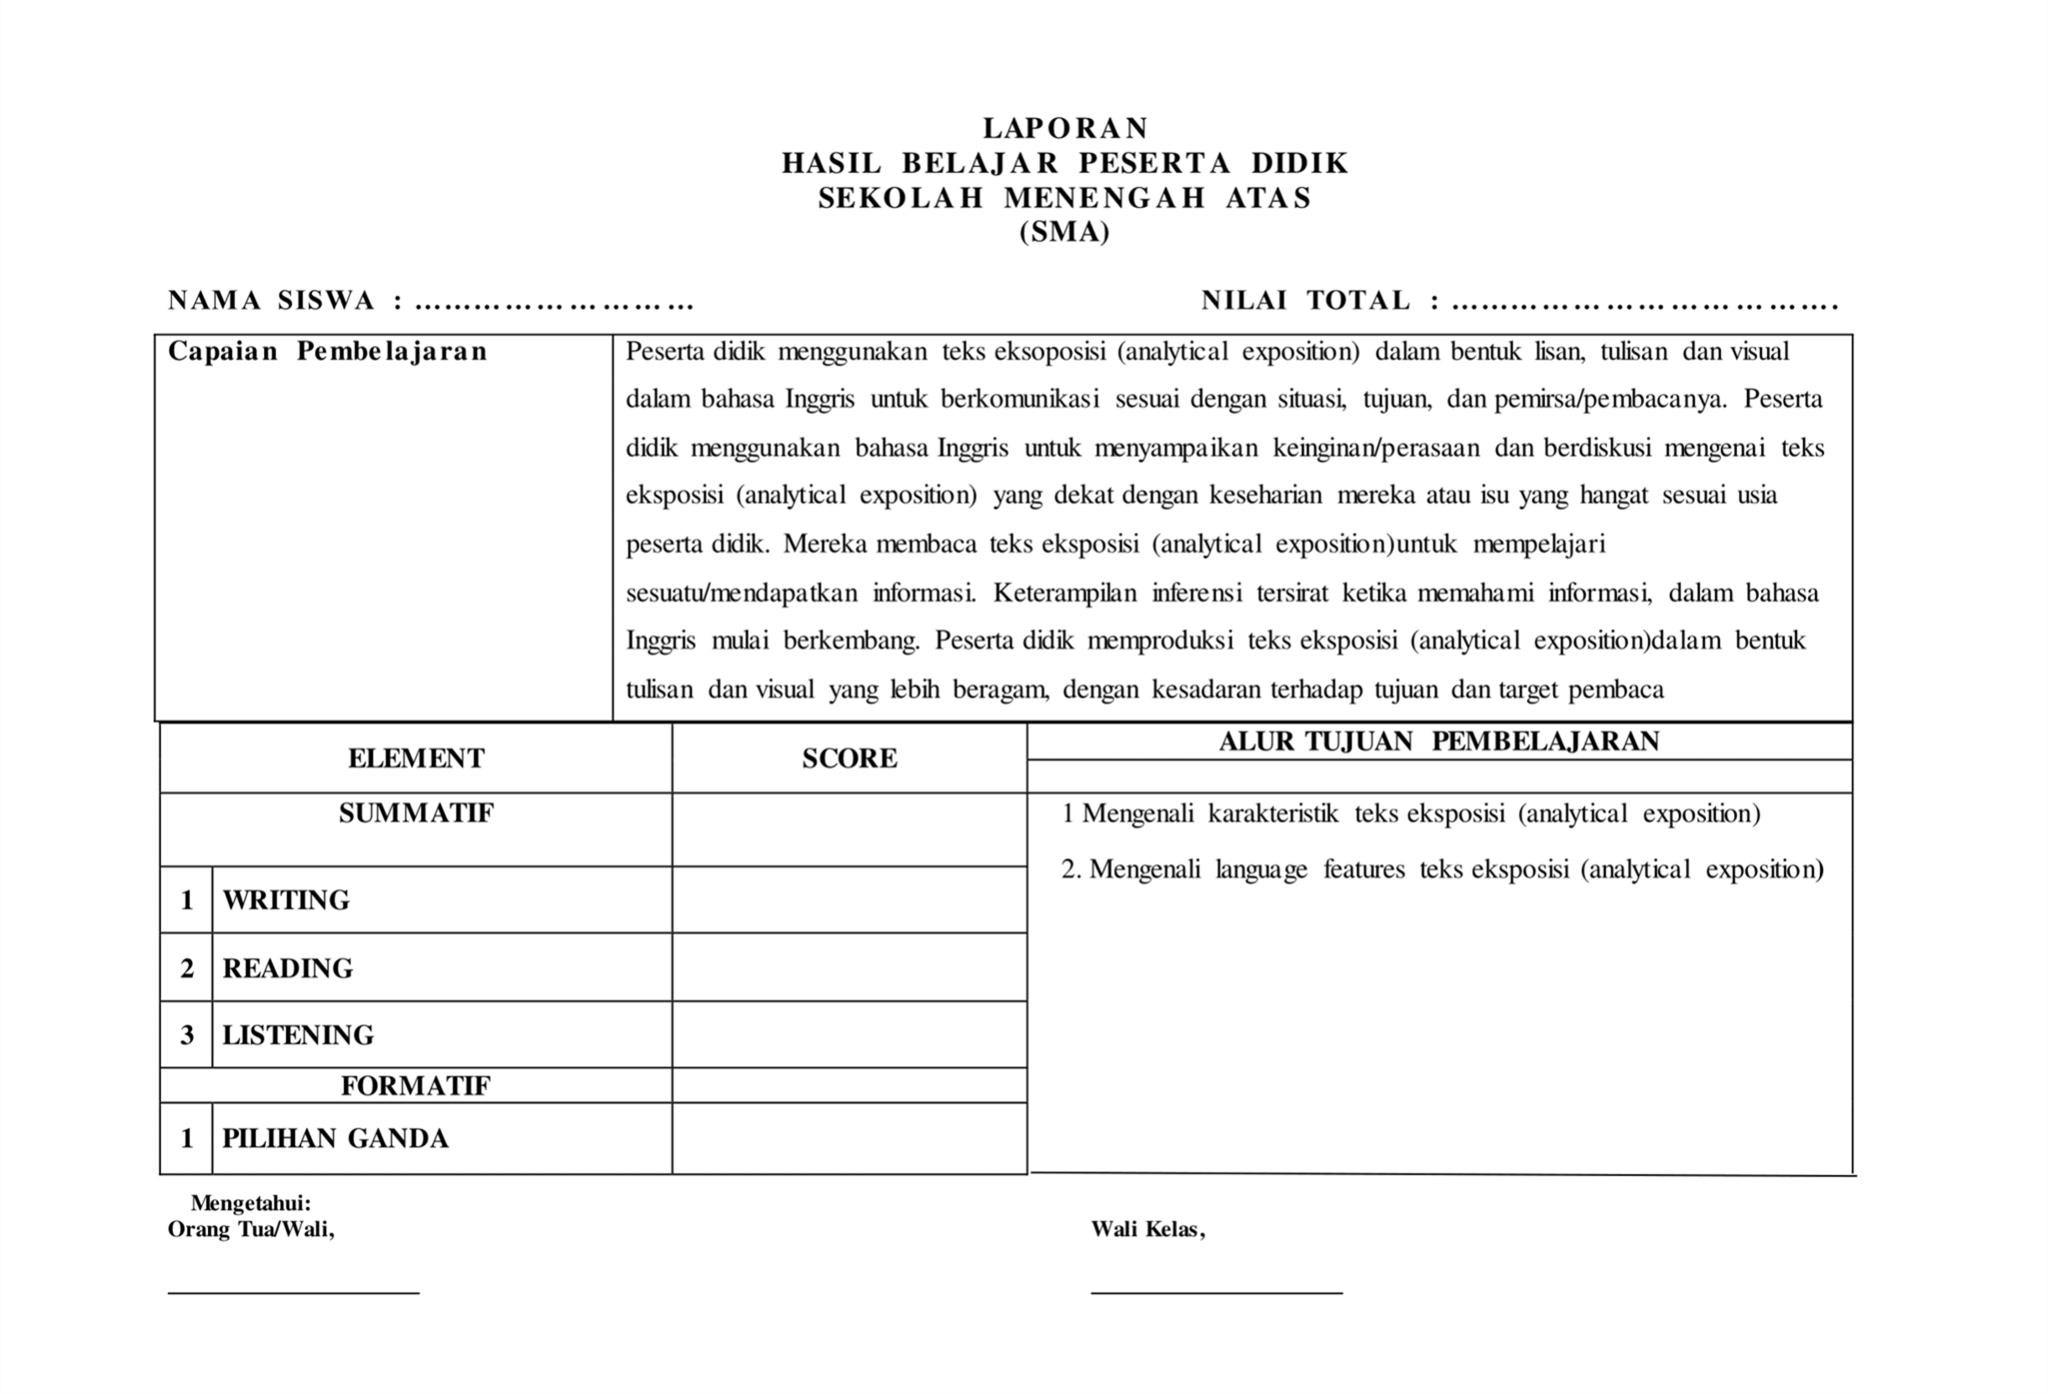 LAPORAN
HASIL BELAJAR PESERTA DIDIK
SEKOLAH MENENGAH ATAS
(SMA)
NAMA SISWA : ………………………
NILAI TOTAL : ……………………………….
Capaian Pembelajaran
Peserta didik menggunakan teks eksoposisi (analytical exposition) dalam bentuk lisan, tulisan dan visual
dalam bahasa Inggris untuk berkomunikasi sesuai dengan situasi, tujuan, dan pemirsa/pembacanya. Peserta
didik menggunakan bahasa Inggris untuk menyampaikan keinginan/perasaan dan berdiskusi mengenai teks
eksposisi (analytical exposition) yang dekat dengan keseharian mereka atau isu yang hangat sesuai usia
peserta didik. Mereka membaca teks eksposisi (analytical exposition)untuk mempelajari
sesuatu/mendapatkan informasi. Keterampilan inferensi tersirat ketika memahami informasi, dalam bahasa
Inggris mulai berkembang. Peserta didik memproduksi teks eksposisi (analytical exposition)dalam bentuk
tulisan dan visual yang lebih beragam, dengan kesadaran terhadap tujuan dan target pembaca
ELEMENT
SCORE
ALUR TUJUAN PEMBELAJARAN
SUMMATIF
1 Mengenali karakteristik teks eksposisi (analytical exposition)
2. Mengenali language features teks eksposisi (analytical exposition)
1 WRITING
2 READING
3 LISTENING
FORMATIF
1 PILIHAN GANDA
Mengetahui:
Orang Tua/Wali,
Wali Kelas,